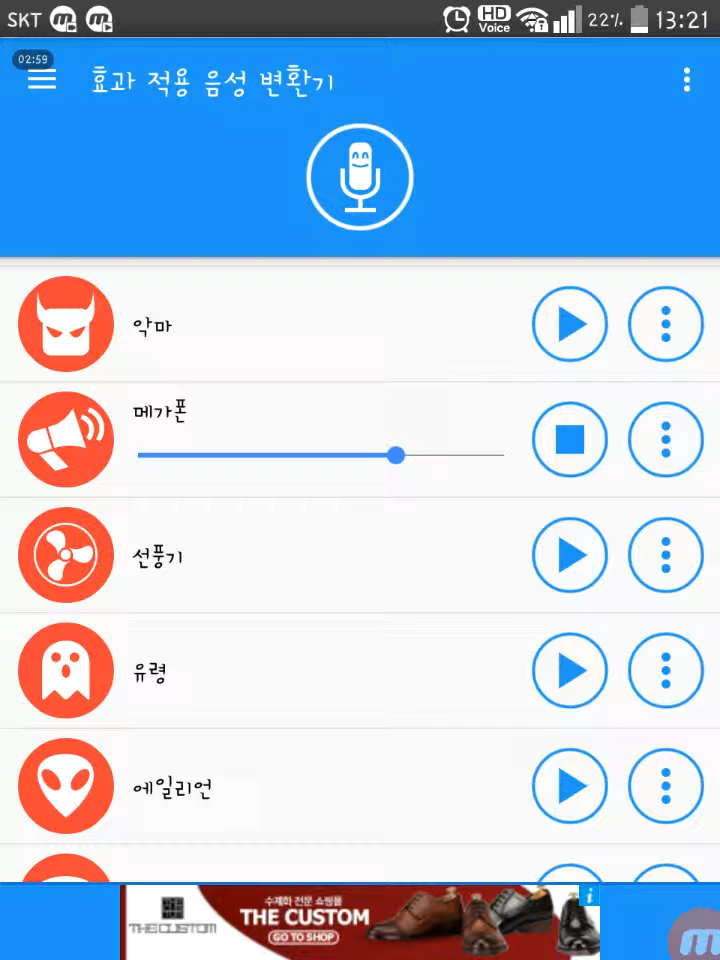 SKT HD Voice 22% 13:21
02:59
효과 적용 음성 변환기
악마
메가폰
선풍기
유령
에일리언
수제화 전문 쇼핑몰
THE CUSTOM
THE CUSTOM
GO TO SHOP